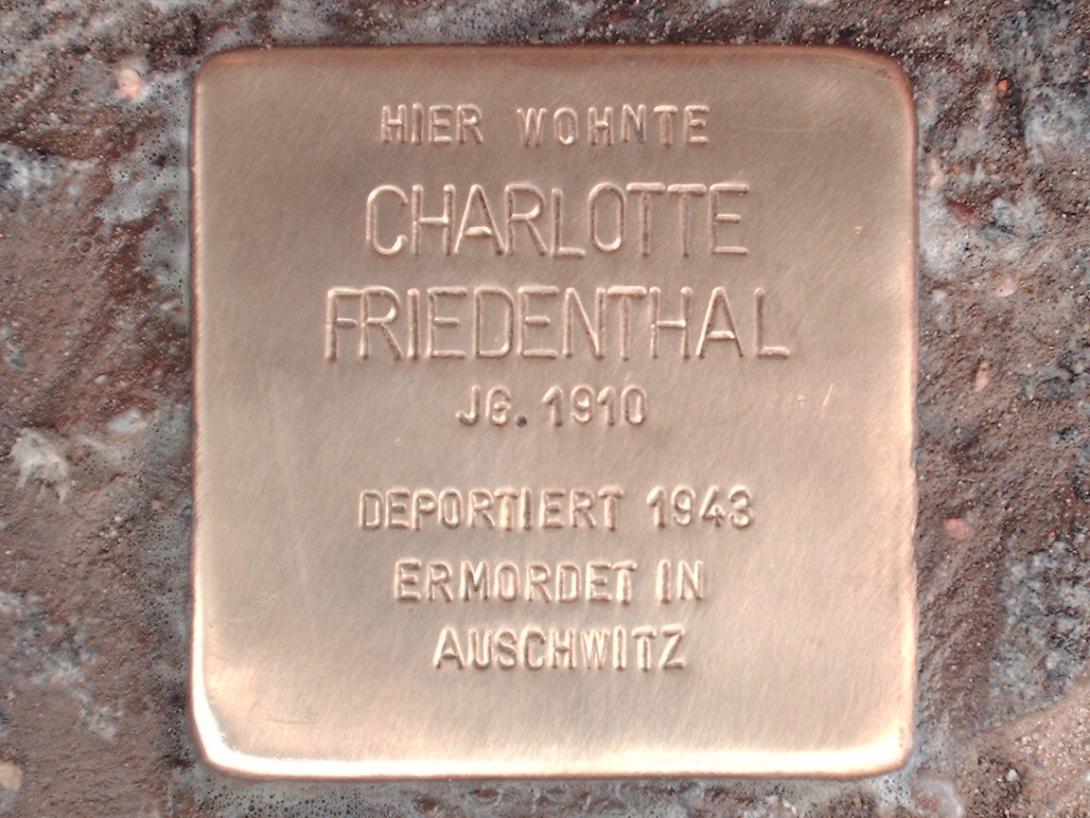 HIER WOHNTE
CHARLOTTE
FRIEDENTHAL
JG. 1910
DEPORTIERT 1943
ERMORDET IN
AUSCHWITZ